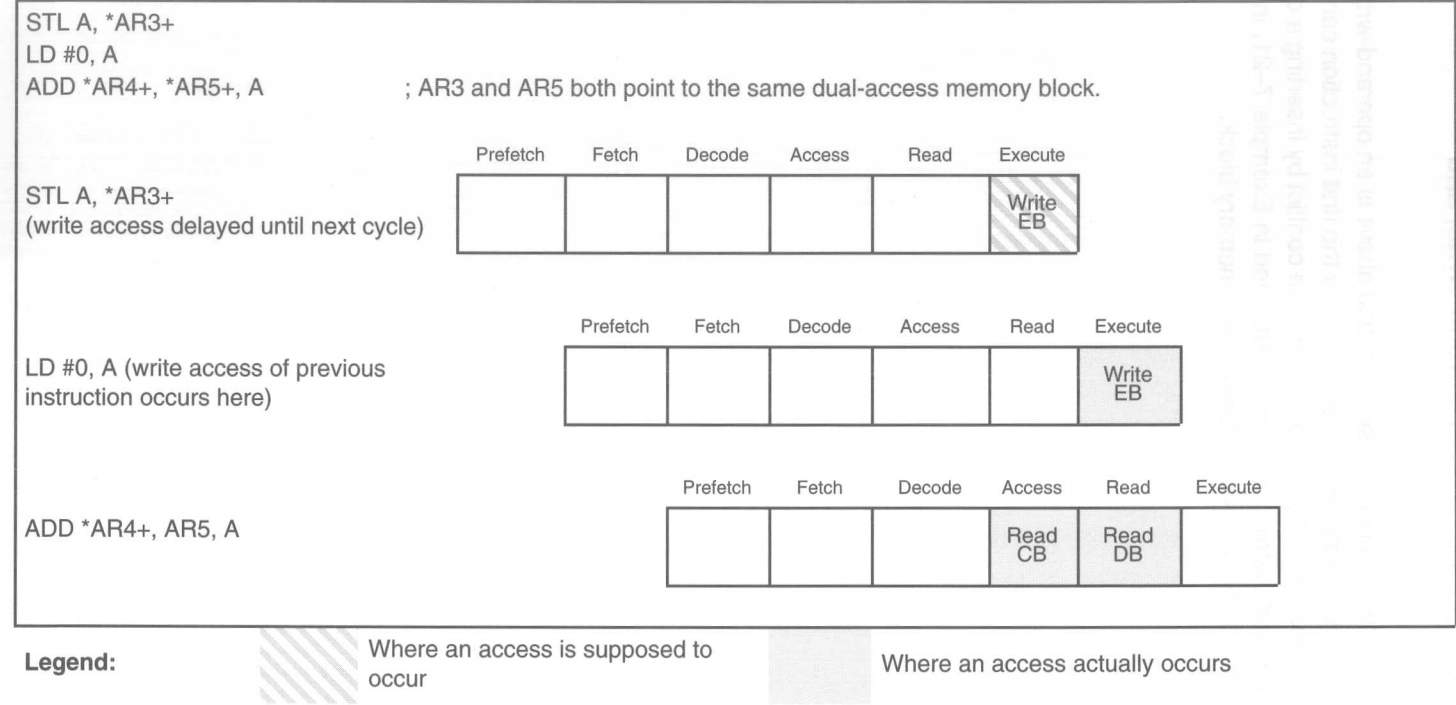 STL A, *AR3+
LD #0, A
ADD *AR4+, *AR5+, A ; AR3 and AR5 both point to the same dual-access memory block.
Prefetch Fetch Decode Access Read Execute
STL A, *AR3+
(write access delayed until next cycle)
Write
EB
Prefetch Fetch Decode Access Read Execute
LD #0, A (write access of previous
instruction occurs here)
Write
EB
Prefetch Fetch Decode Access Read Execute
ADD *AR4+, AR5, A
Read
CB
Read
DB
Legend:
Where an access is supposed to
occur
Where an access actually occurs